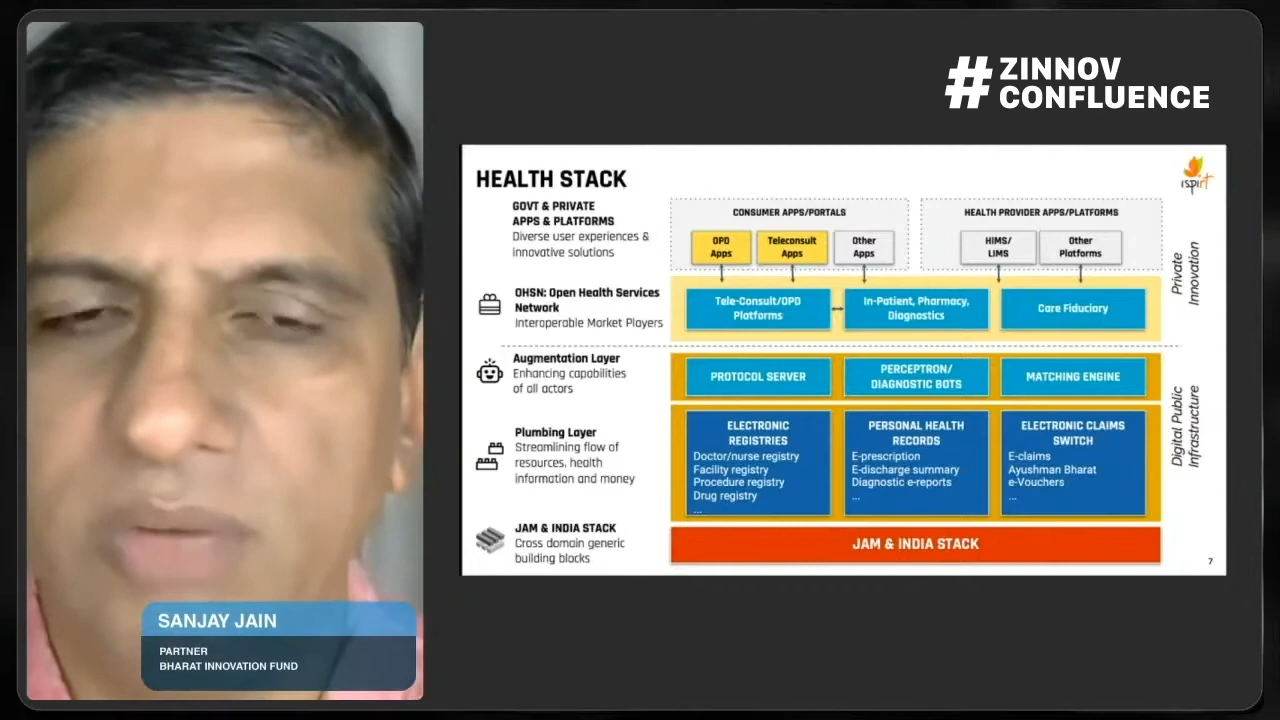 # ZINNOV
CONFLUENCE
HEALTH STACK
ispirt
GOVT & PRIVATE
APPS & PLATFORMS
Diverse user experiences &
innovative solutions
CONSUMER APPS/PORTALS
OPD
Apps
Teleconsult
Apps
Other
Apps
HEALTH PROVIDER APPS/PLATFORMS
HIMS/
LIMS
Other
Platforms
Private
Innovation
OHSN: Open Health Services
Network
Interoperable Market Players
Tele-Consult/OPD
Platforms
In-Patient, Pharmacy,
Diagnostics
Care Fiduciary
Augmentation Layer
Enhancing capabilities
of all actors
PROTOCOL SERVER
PERCEPTRON/
DIAGNOSTIC BOTS
MATCHING ENGINE
Digital Public
Infrastructure
Plumbing Layer
Streamlining flow of
resources, health
information and money
ELECTRONIC
REGISTRIES
Doctor/nurse registry
Facility registry
Procedure registry
Drug registry
...
PERSONAL HEALTH
RECORDS
E-prescription
E-discharge summary
Diagnostic e-reports
...
ELECTRONIC CLAIMS
SWITCH
E-claims
Ayushman Bharat
e-Vouchers
...
JAM & INDIA STACK
Cross domain generic
building blocks
JAM & INDIA STACK
7
SANJAY JAIN
PARTNER
BHARAT INNOVATION FUND